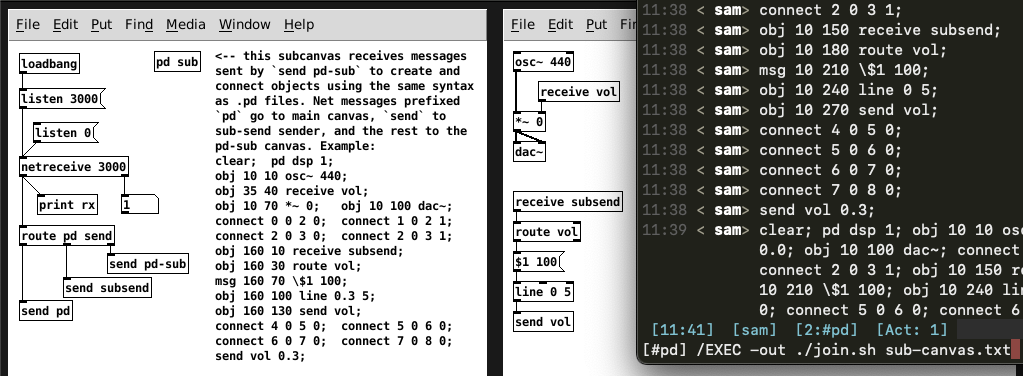 File Edit Put Find Media Window Help
loadbang
pd sub
listen 3000
listen 0
netreceive 3000
print rx
1
route pd send
send pd-sub
send subsend
send pd
<-- this subcanvas receives messages
sent by `send pd-sub` to create and
connect objects using the same syntax
as .pd files. Net messages prefixed
`pd` go to main canvas, `send` to
sub-send sender, and the rest to the
pd-sub canvas. Example:
clear;  pd dsp 1;
obj 10 10 osc~ 440;
obj 35 40 receive vol;
obj 10 70 *~ 0;   obj 10 100 dac~;
connect 0 0 2 0;  connect 1 0 2 1;
connect 2 0 3 0;  connect 2 0 3 1;
obj 160 10 receive subsend;
obj 160 30 route vol;
msg 160 70 \$1 100;
obj 160 100 line 0.3 5;
obj 160 130 send vol;
connect 4 0 5 0;  connect 5 0 6 0;
connect 6 0 7 0;  connect 7 0 8 0;
send vol 0.3;
File Edit Put Fin
osc~ 440
receive vol
*~ 0
dac~
receive subsend
route vol
$1 100
line 0 5
send vol
11:38 < sam> connect 2 0 3 1;
11:38 < sam> obj 10 150 receive subsend;
11:38 < sam> obj 10 180 route vol;
11:38 < sam> msg 10 210 \$1 100;
11:38 < sam> obj 10 240 line 0 5;
11:38 < sam> obj 10 270 send vol;
11:38 < sam> connect 4 0 5 0;
11:38 < sam> connect 6 0 7 0;
11:38 < sam> connect 7 0 8 0;
11:38 < sam> send vol 0.3;
11:39 < sam> clear; pd dsp 1; obj 10 10 osc
0.0; obj 10 100 dac~; connect
connect 2 0 3 1; obj 10 150 re
10 210 \$1 100; obj 10 240 lin
0; connect 5 0 6 0; connect 6
[11:41] [sam] [2:#pd] [Act: 1]
[#pd] /EXEC -out ./join.sh sub-canvas.txt